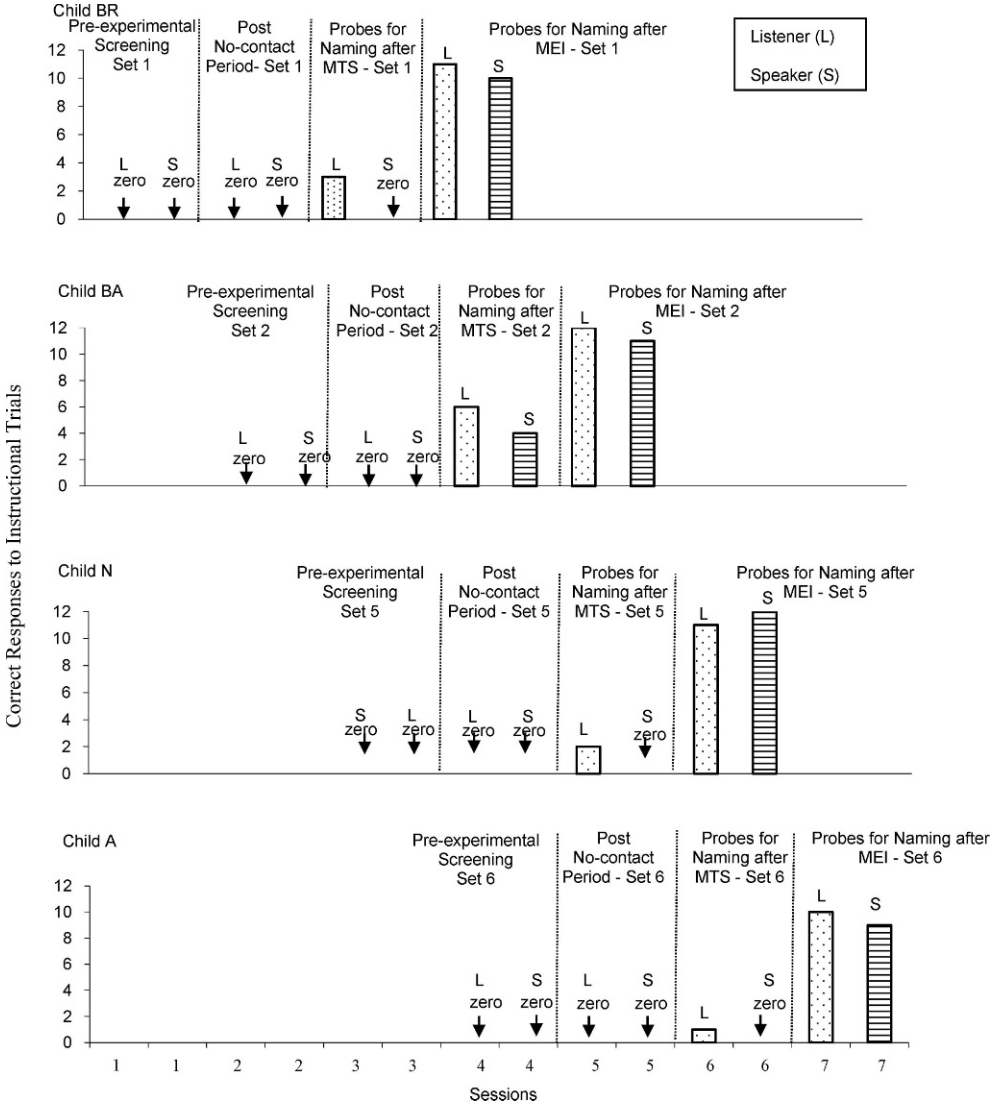 Child BR
Pre-experimental
Screening
Set 1
Post
No-contact
Period- Set 1
Probes for
Naming after
MTS - Set 1
Probes for Naming after
MEI - Set 1
Listener (L)
Speaker (S)
12
10
8
6
4
2
0
L
zero
S
zero
L
zero
S
zero
L
S
zero
L
S
Child BA
Pre-experimental
Screening
Set 2
Post
No-contact
Period - Set 2
Probes for
Naming after
MTS - Set 2
Probes for Naming after
MEI - Set 2
12
10
8
6
4
2
0
L
zero
S
zero
L
zero
S
zero
L
S
L
S
Correct Responses to Instructional Trials
Child N
Pre-experimental
Screening
Set 5
Post
No-contact
Period - Set 5
Probes for
Naming after
MTS - Set 5
Probes for Naming after
MEI - Set 5
12
10
8
6
4
2
0
S
zero
L
zero
L
zero
S
zero
L
S
zero
L
S
Child A
Pre-experimental
Screening
Set 6
Post
No-contact
Period - Set 6
Probes for
Naming after
MTS - Set 6
Probes for Naming after
MEI - Set 6
12
10
8
6
4
2
0
L
zero
S
zero
L
zero
S
zero
L
S
zero
L
S
1 1 2 2 3 3 4 4 5 5 6 6 7 7
Sessions